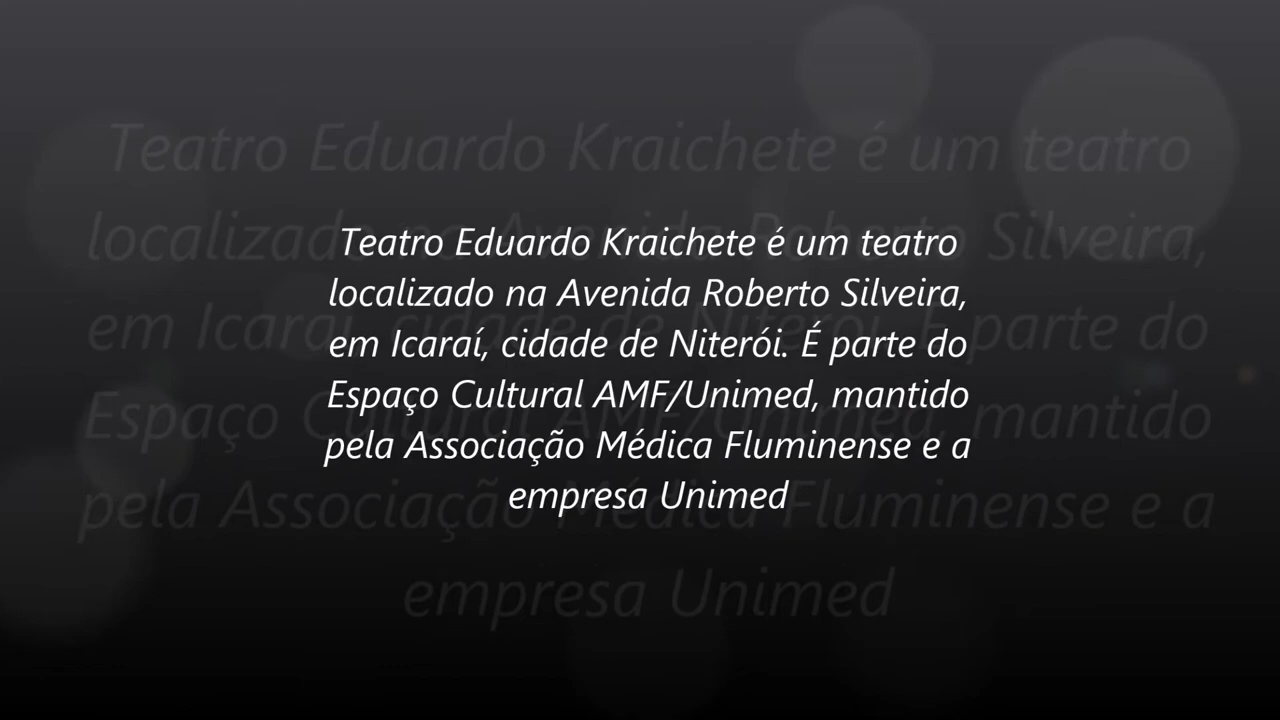 Teatro Eduardo Kraichete é um teatro
localizado na Avenida Roberto Silveira,
em Icaraí, cidade de Niterói. É parte do
Espaço Cultural AMF/Unimed, mantido
pela Associação Médica Fluminense e a
empresa Unimed